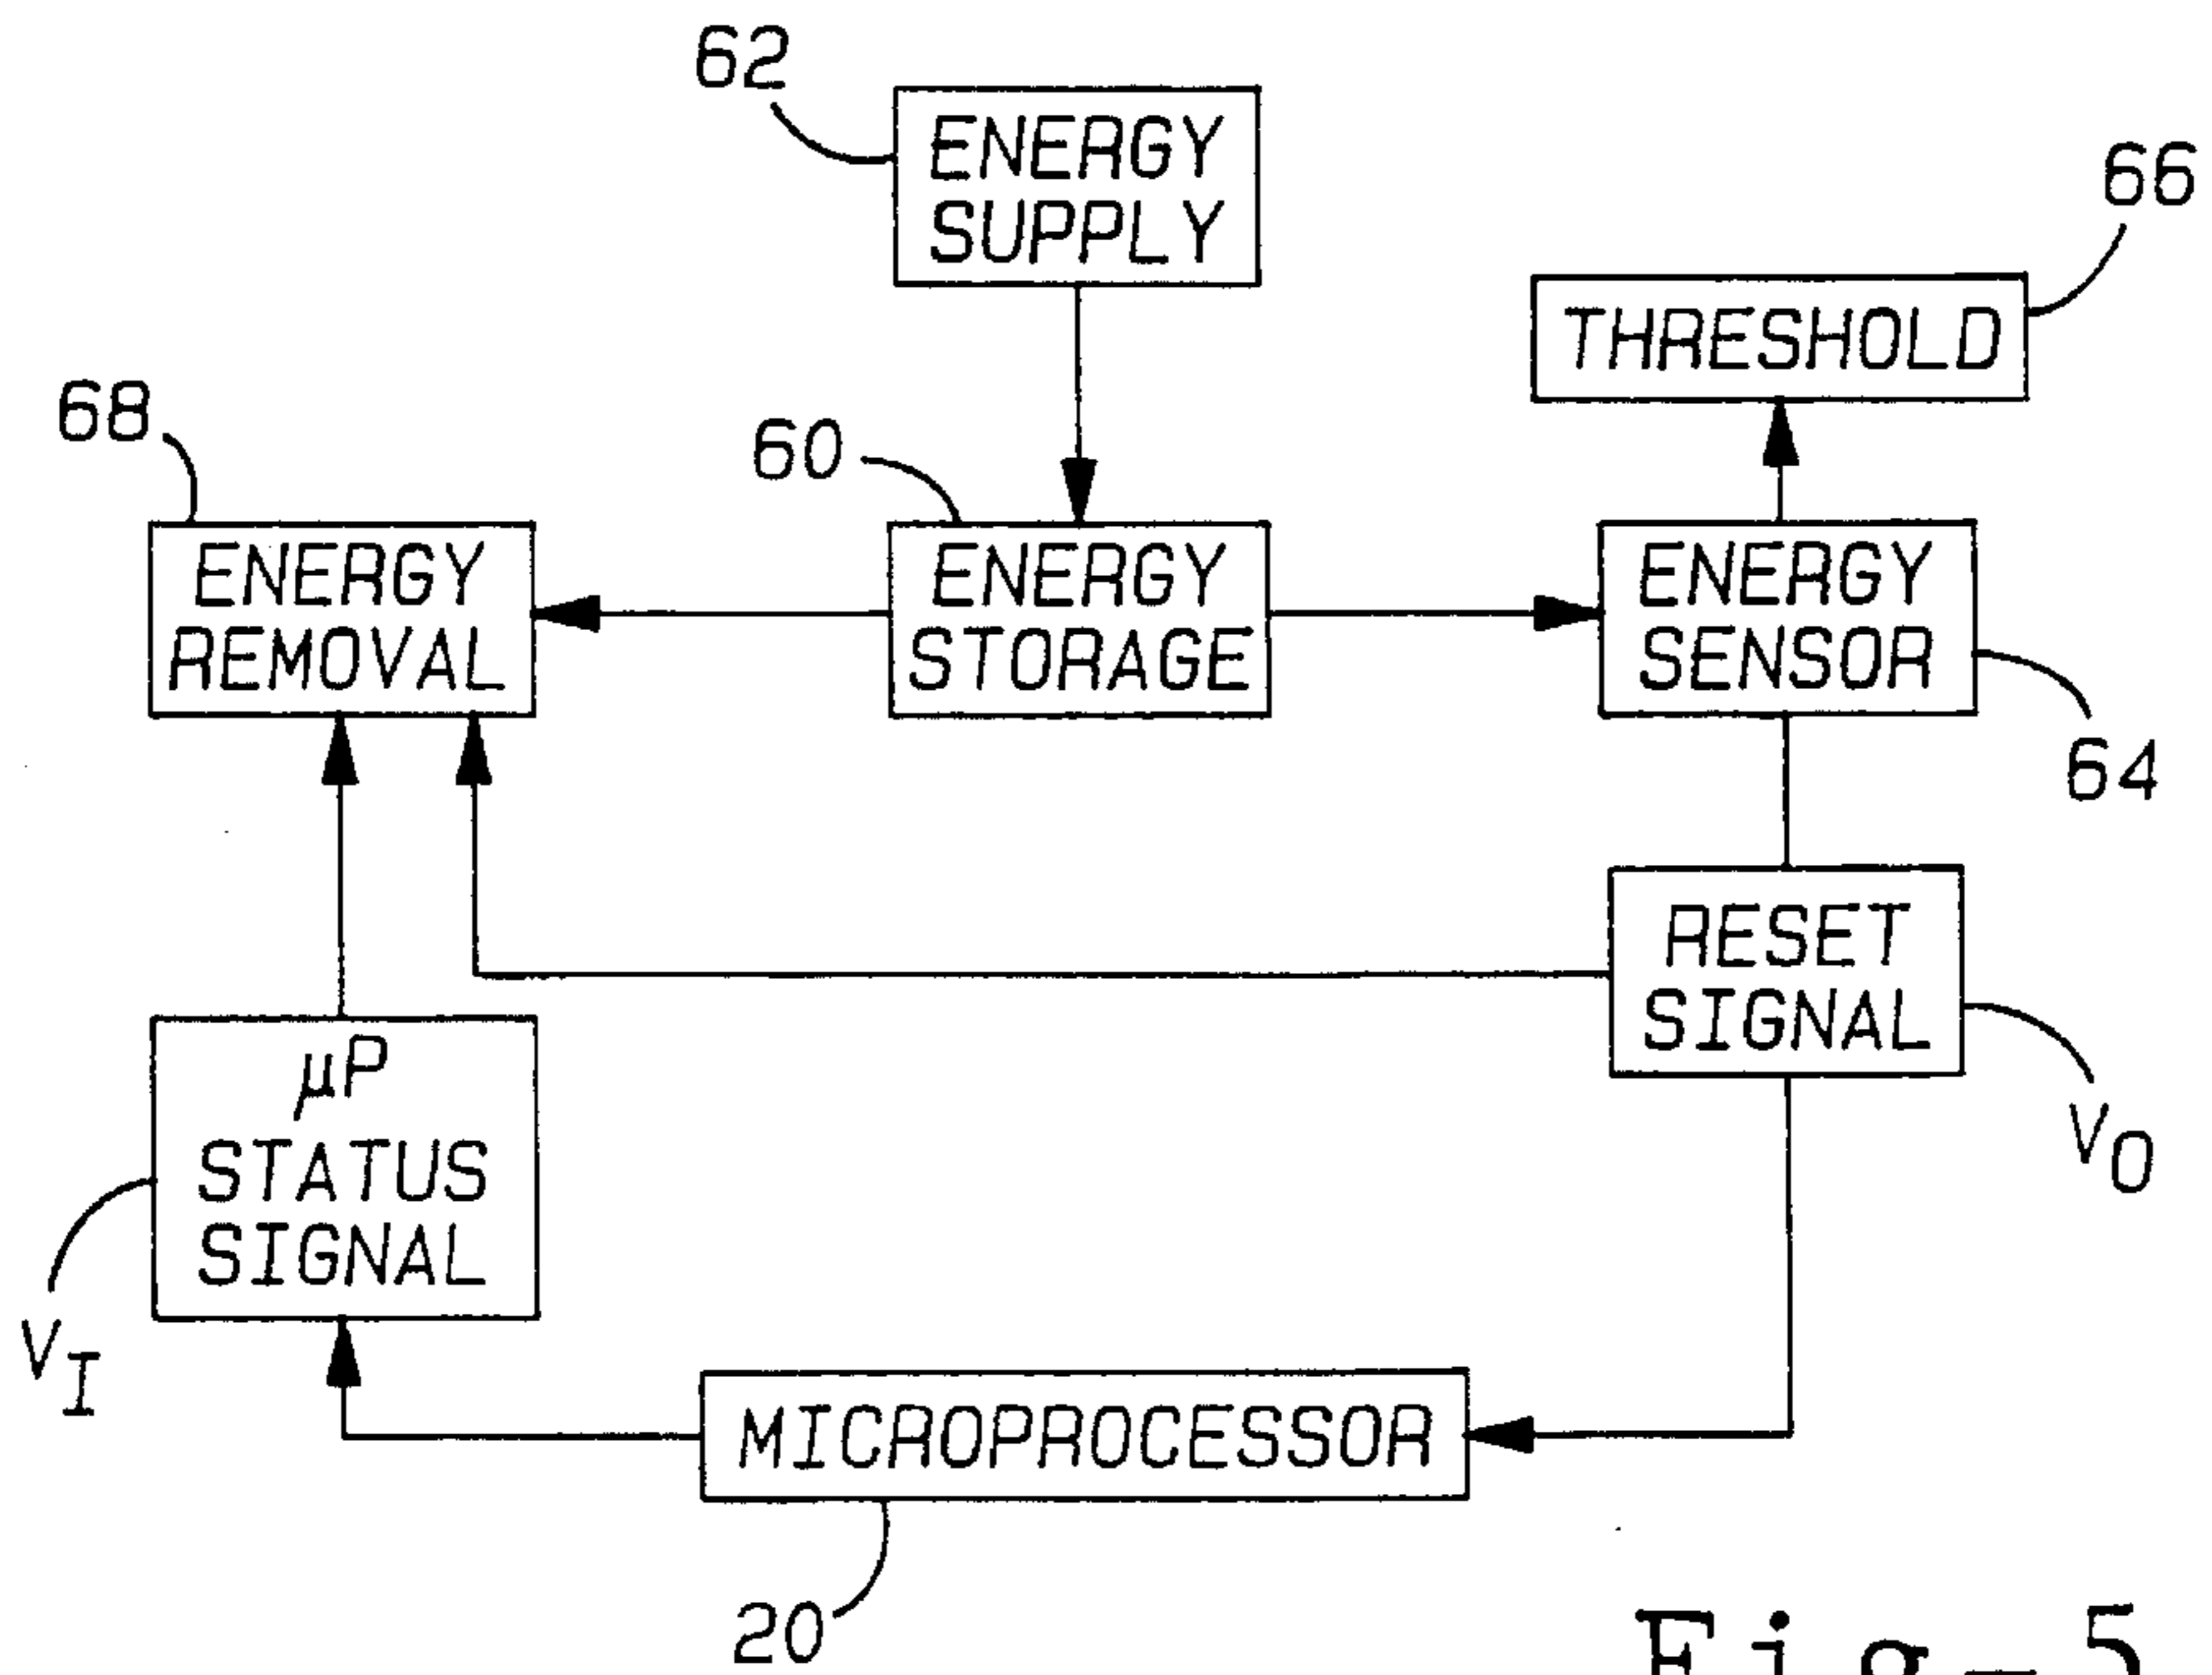 62
ENERGY
SUPPLY
66
THRESHOLD
68
60
ENERGY
REMOVAL
ENERGY
STORAGE
ENERGY
SENSOR
64
RESET
SIGNAL
VO
µP
STATUS
SIGNAL
VI
MICROPROCESSOR
20
Fig-5